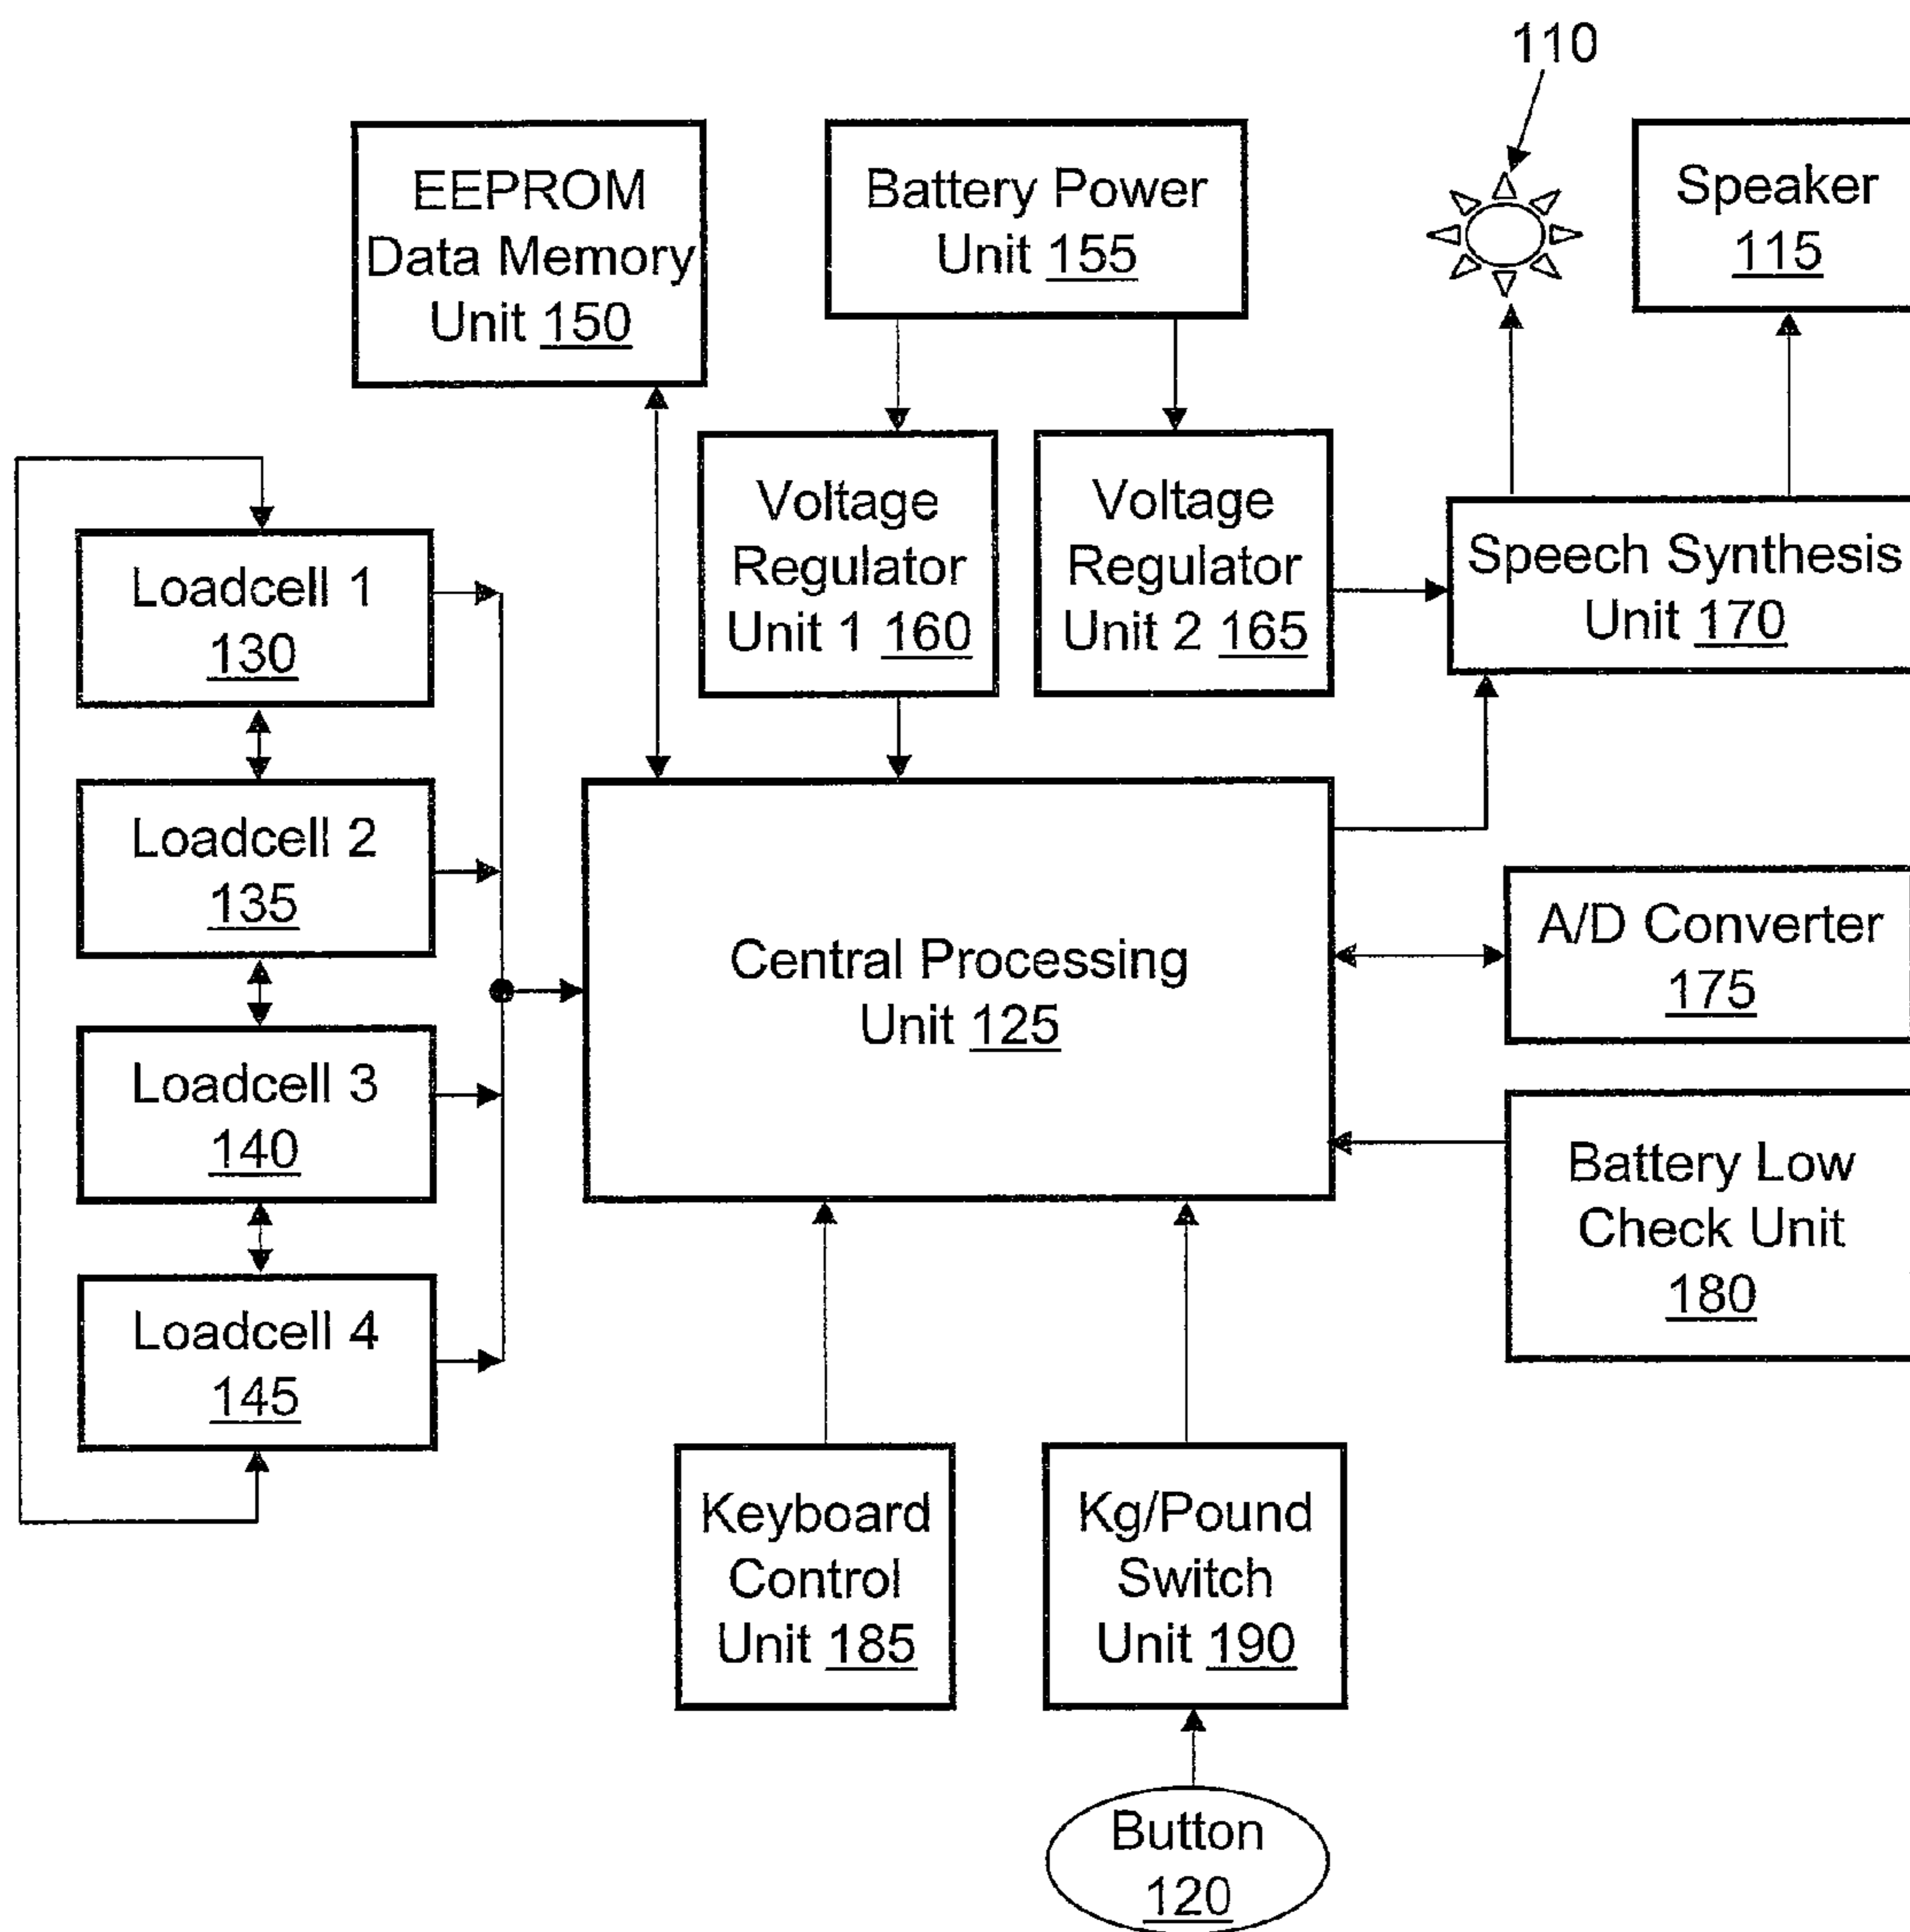 110
EEPROM
Data Memory
Unit 150
Battery Power
Unit 155
Speaker
115
Voltage
Regulator
Unit 1 160
Voltage
Regulator
Unit 2 165
Speech Synthesis
Unit 170
Loadcell 1
130
Loadcell 2
135
Loadcell 3
140
Loadcell 4
145
Central Processing
Unit 125
A/D Converter
175
Battery Low
Check Unit
180
Keyboard
Control
Unit 185
Kg/Pound
Switch
Unit 190
Button
120